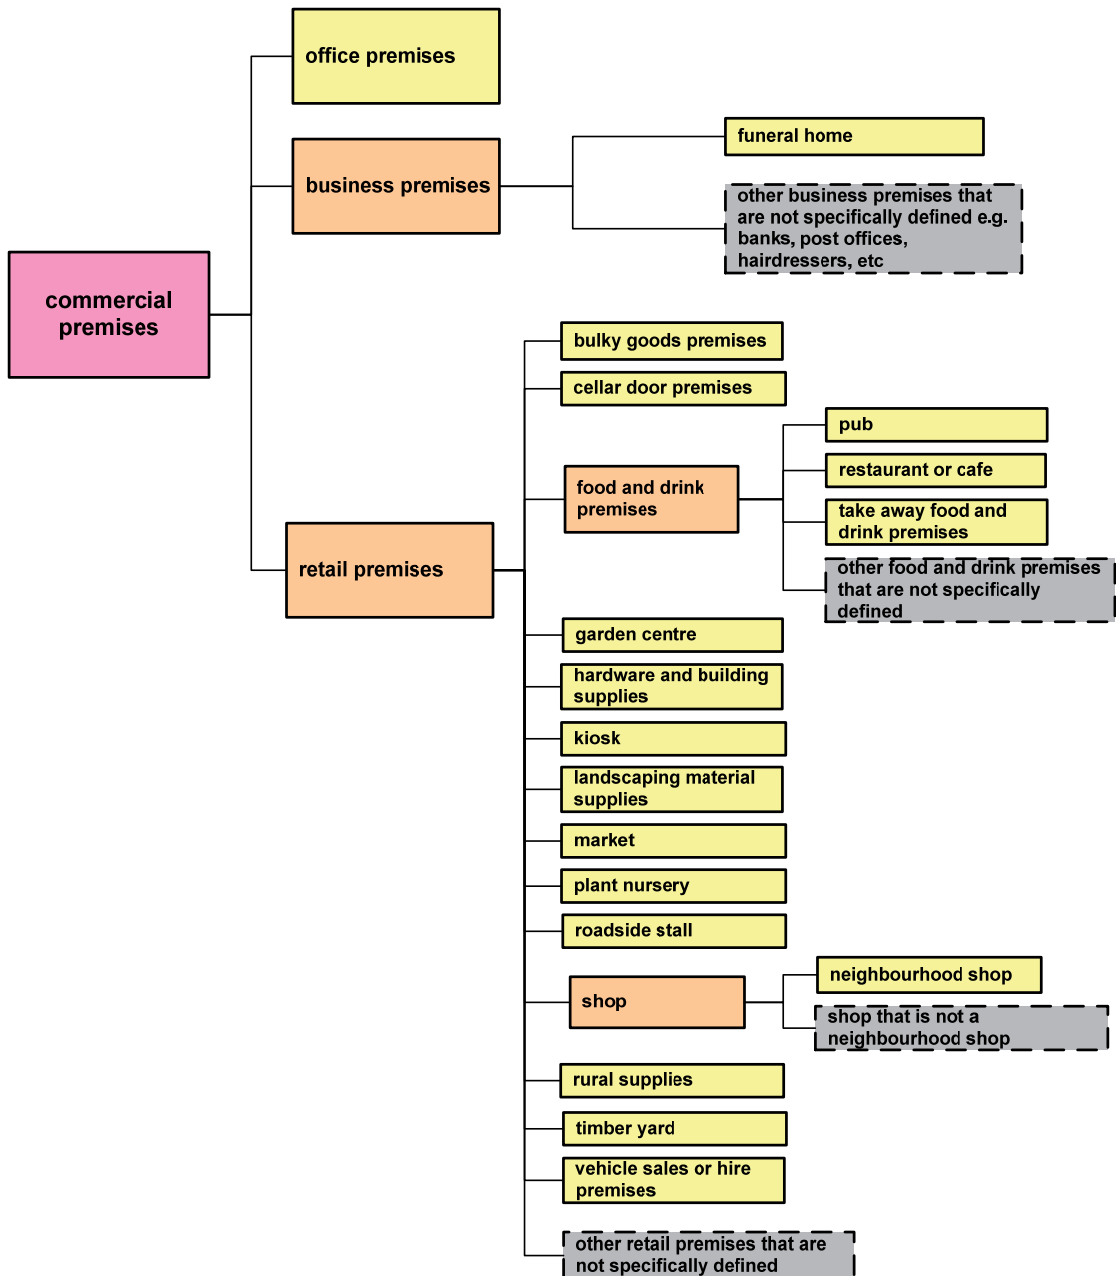 office premises
business premises
funeral home
other business premises that
are not specifically defined e.g.
banks, post offices,
hairdressers, etc
commercial
premises
retail premises
bulky goods premises
cellar door premises
food and drink
premises
pub
restaurant or cafe
take away food and
drink premises
other food and drink premises
that are not specifically
defined
garden centre
hardware and building
supplies
kiosk
landscaping material
supplies
market
plant nursery
roadside stall
shop
neighbourhood shop
shop that is not a
neighbourhood shop
rural supplies
timber yard
vehicle sales or hire
premises
other retail premises that are
not specifically defined